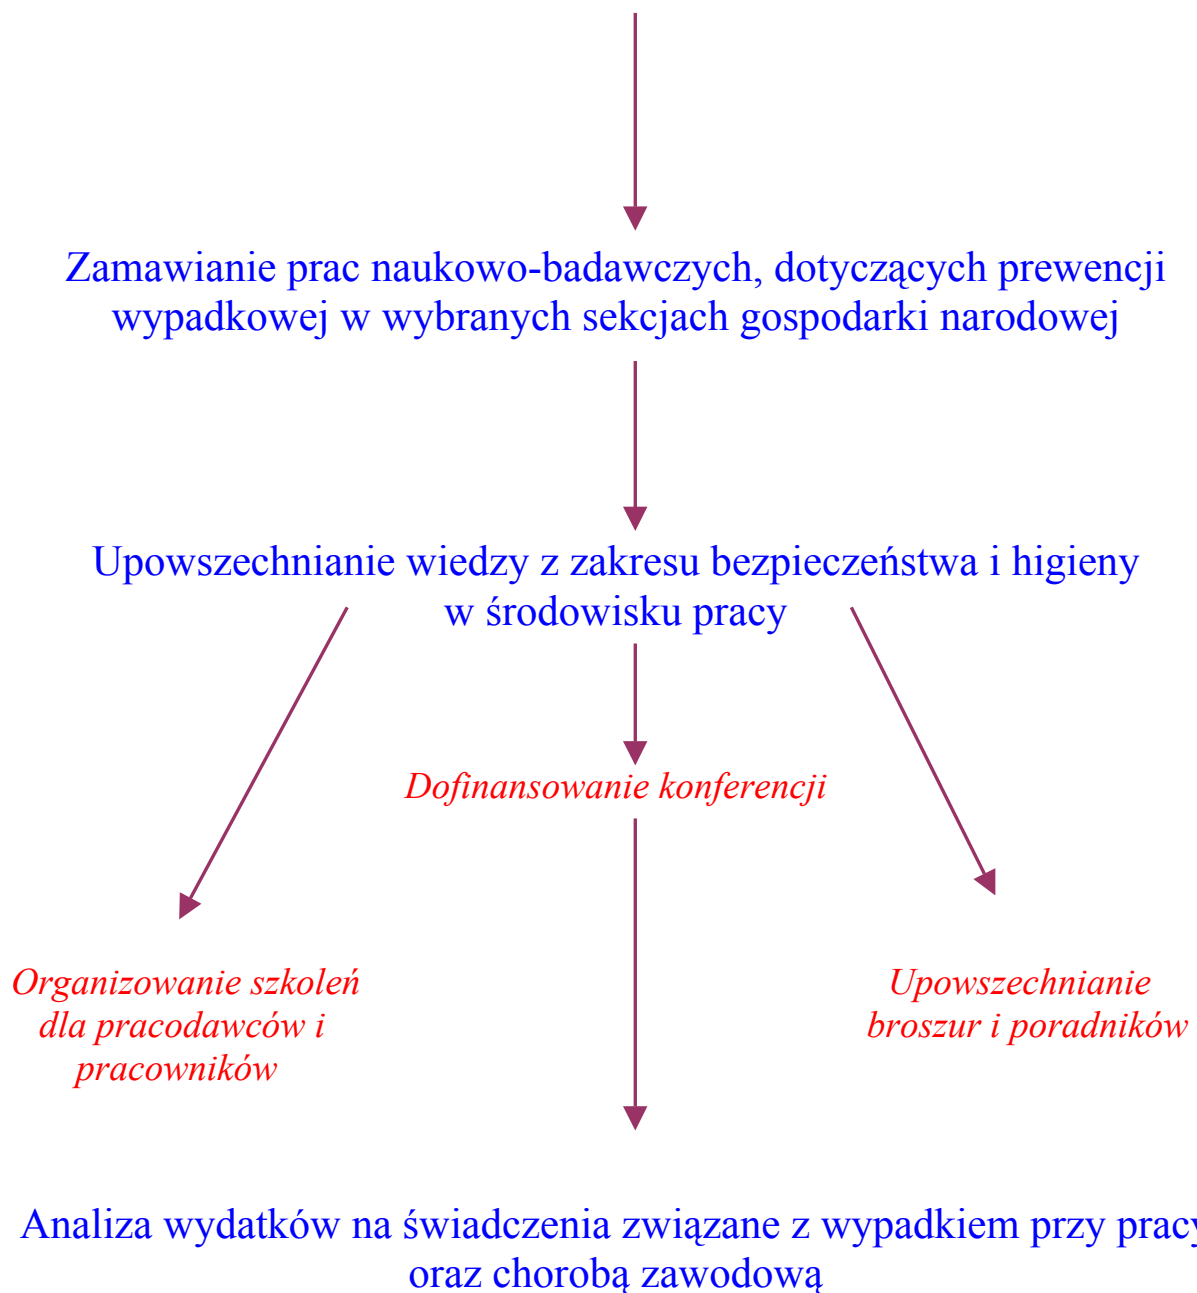 Zamawianie prac naukowo-badawczych, dotyczących prewencji
wypadkowej w wybranych sekcjach gospodarki narodowej
Upowszechnianie wiedzy z zakresu bezpieczeństwa i higieny
w środowisku pracy
Dofinansowanie konferencji
Organizowanie szkoleń
dla pracodawców i
pracowników
Upowszechnianie
broszur i poradników
Analiza wydatków na świadczenia związane z wypadkiem przy pracy
oraz chorobą zawodową